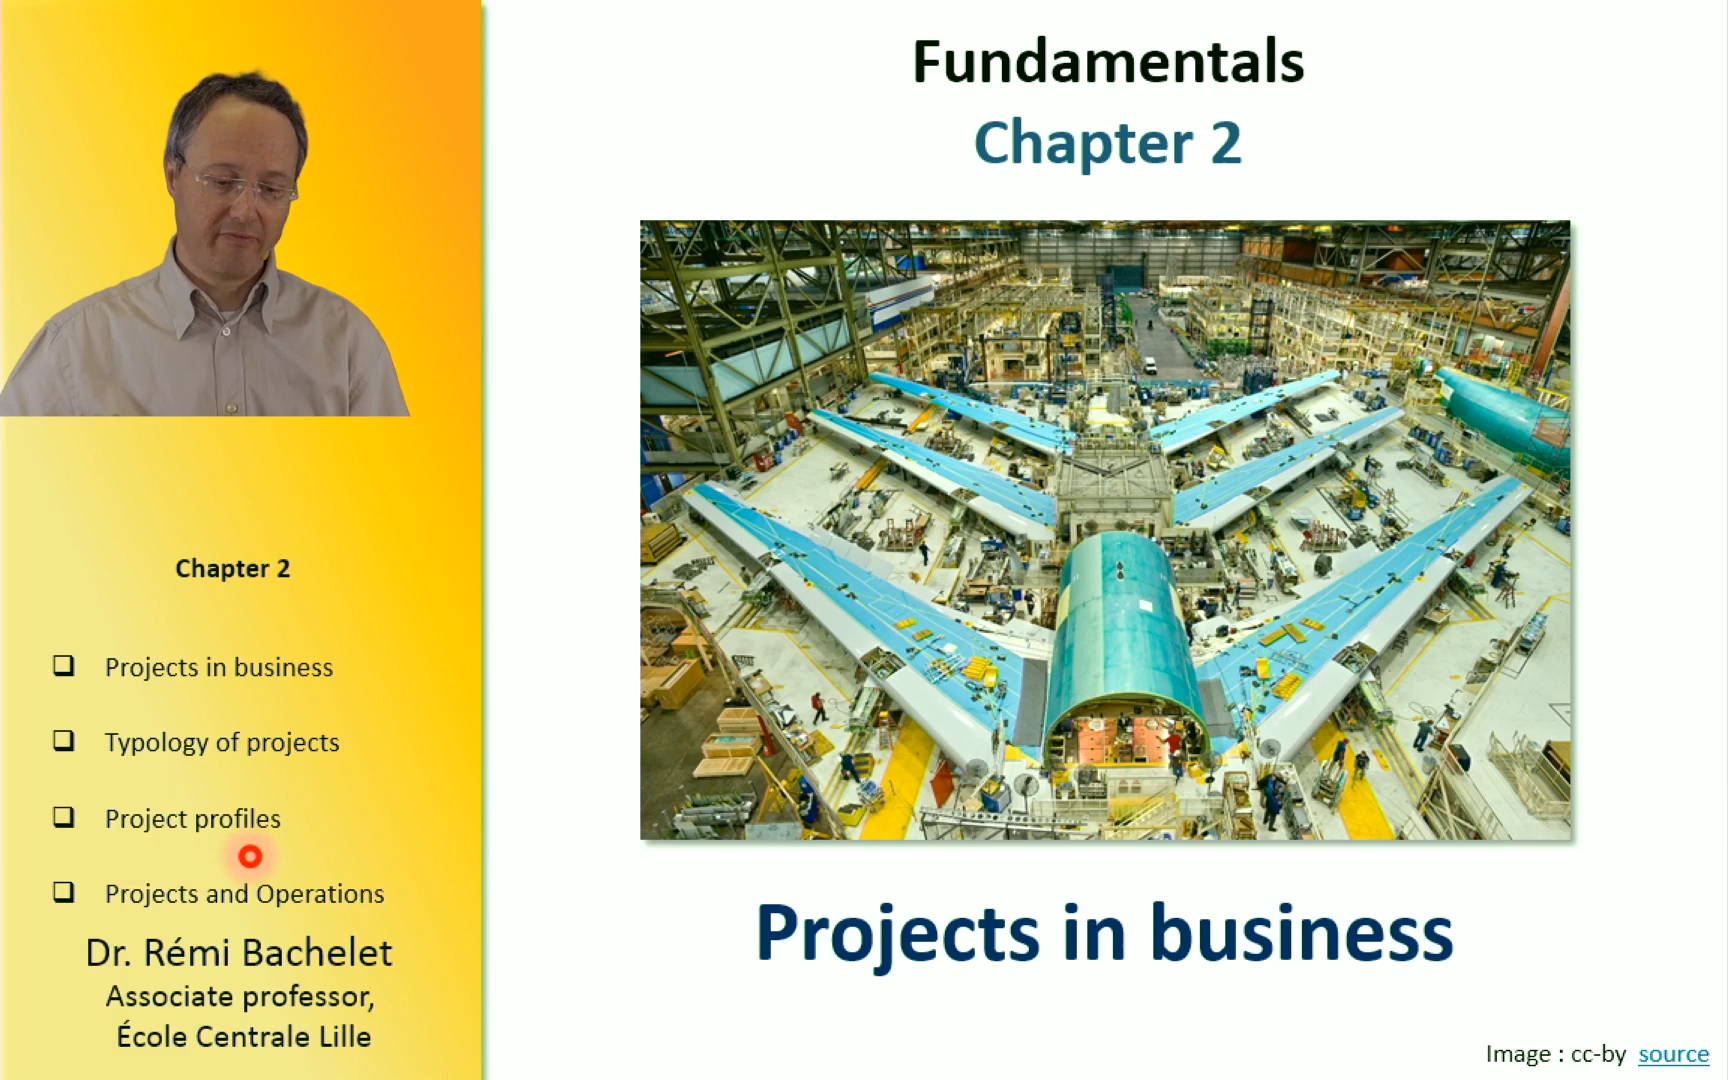 Fundamentals
Chapter 2
Chapter 2
❑ Projects in business
❑ Typology of projects
❑ Project profiles
❑ Projects and Operations
Dr. Rémi Bachelet
Associate professor,
École Centrale Lille
Projects in business
Image : cc-by source